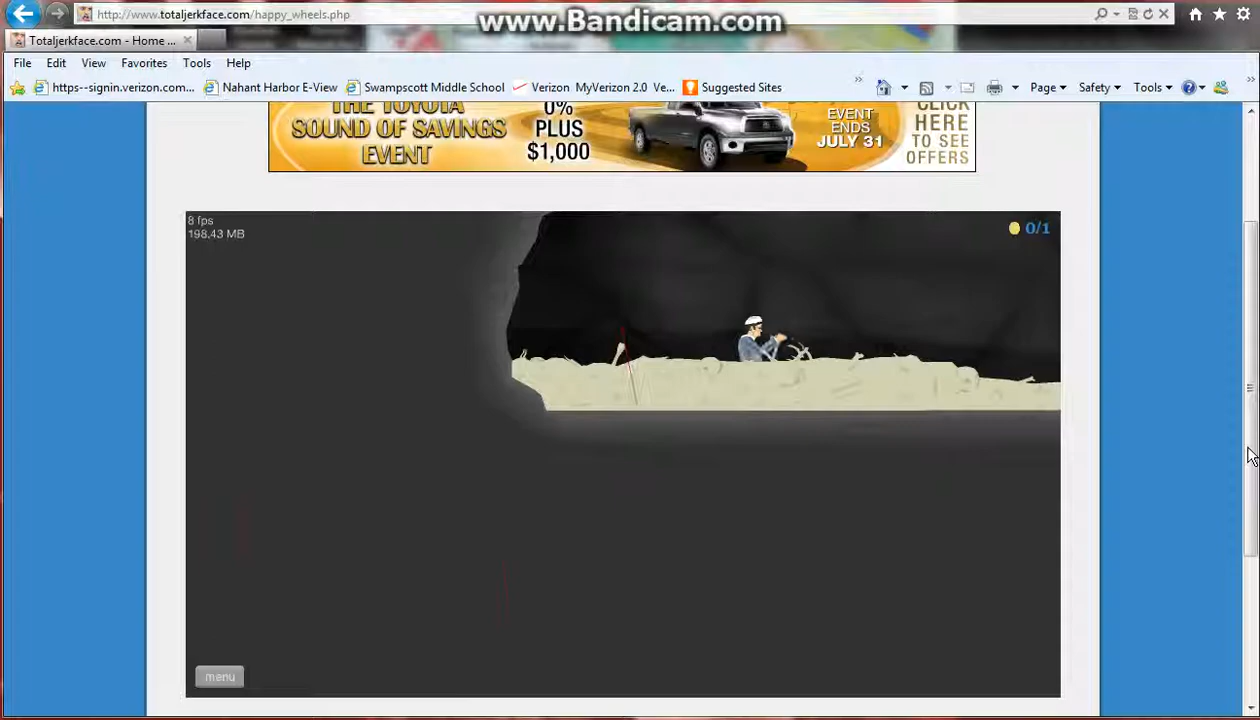 www.Bandicam.com
http://www.totaljerkface.com/happy_wheels.php
Totaljerkface.com - Home ...
File Edit View Favorites Tools Help
https--signin.verizon.com... Nahant Harbor E-View Swampscott Middle School Verizon MyVerizon 2.0 Ve... Suggested Sites
Page Safety Tools
THE TOYOTA
SOUND OF SAVINGS
EVENT
0%
PLUS
$1,000
EVENT
ENDS
JULY 31
CLICK
HERE
TO SEE
OFFERS
8 fps
198.43 MB
0/1
menu